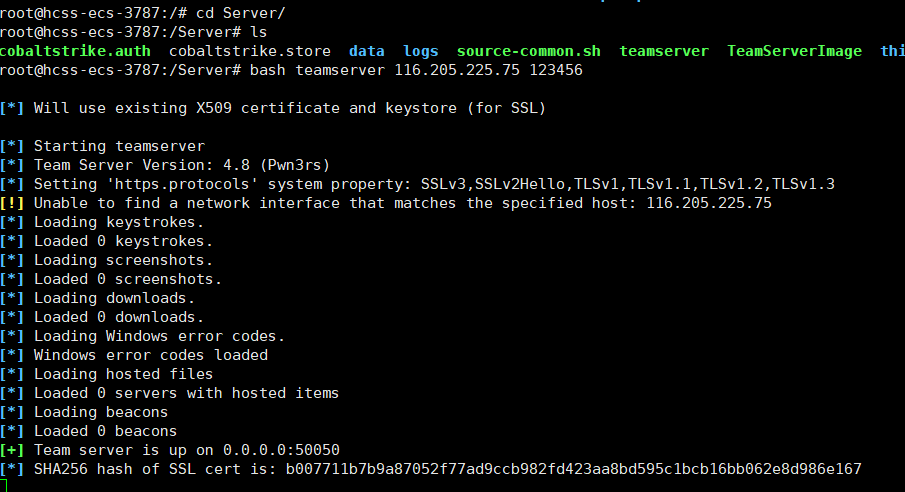 root@hcss-ecs-3787:/# cd Server/
root@hcss-ecs-3787:/Server# ls
cobaltstrike.auth cobaltstrike.store data logs source-common.sh teamserver TeamServerImage thi
root@hcss-ecs-3787:/Server# bash teamserver 116.205.225.75 123456
[*] Will use existing X509 certificate and keystore (for SSL)
[*] Starting teamserver
[*] Team Server Version: 4.8 (Pwn3rs)
[*] Setting 'https.protocols' system property: SSLv3,SSLv2Hello,TLSv1,TLSv1.1,TLSv1.2,TLSv1.3
[!] Unable to find a network interface that matches the specified host: 116.205.225.75
[*] Loading keystrokes.
[*] Loaded 0 keystrokes.
[*] Loading screenshots.
[*] Loaded 0 screenshots.
[*] Loading downloads.
[*] Loaded 0 downloads.
[*] Loading Windows error codes.
[*] Windows error codes loaded
[*] Loading hosted files
[*] Loaded 0 servers with hosted items
[*] Loading beacons
[*] Loaded 0 beacons
[+] Team server is up on 0.0.0.0:50050
[*] SHA256 hash of SSL cert is: b007711b7b9a87052f77ad9ccb982fd423aa8bd595c1bcb16bb062e8d986e167